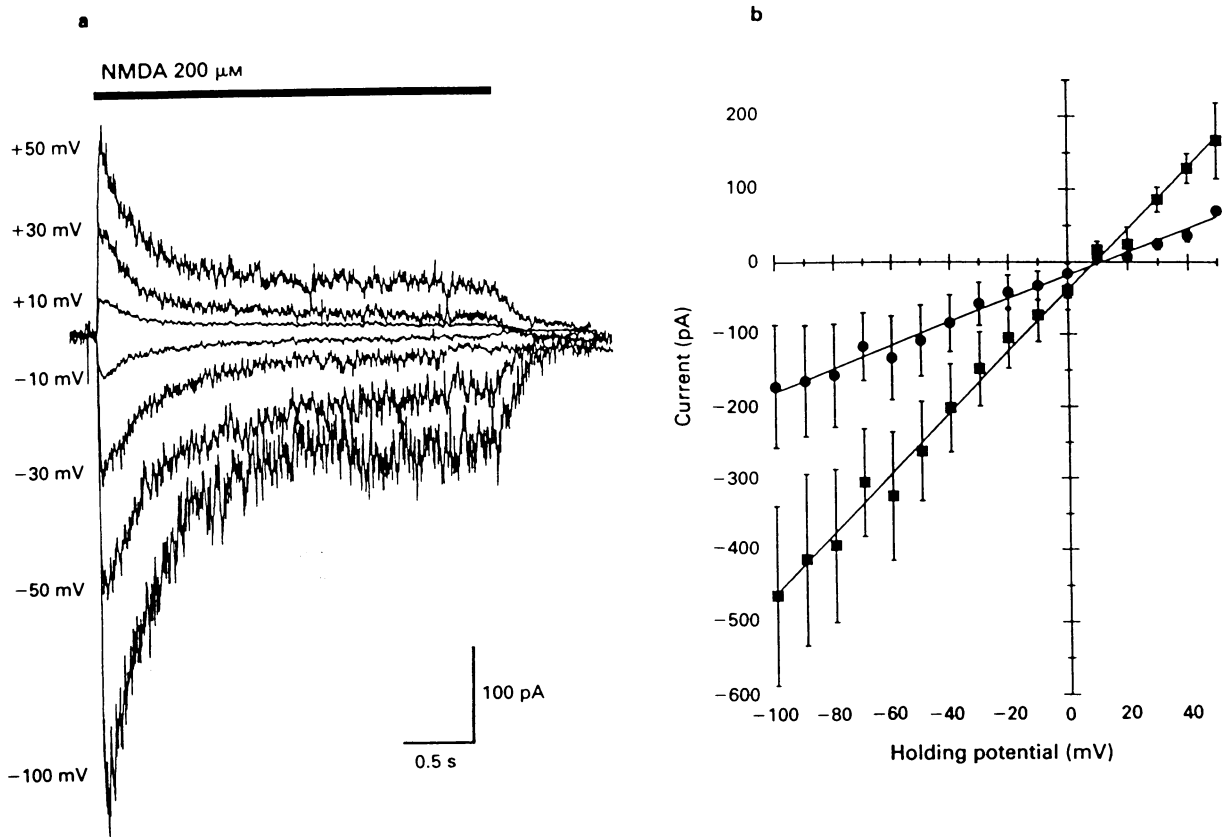 a
NMDA 200 μM
+50 mV
+30 mV
+10 mV
−10 mV
−30 mV
−50 mV
−100 mV
100 pA
0.5 s
b
200
100
0
−100
−200
−300
−400
−500
−600
Current (pA)
−100 −80 −60 −40 −20 0 20 40
Holding potential (mV)